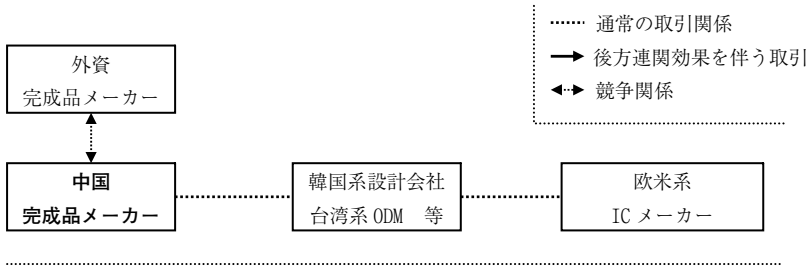 通常の取引関係
後方連関効果を伴う取引
競争関係
外資
完成品メーカー
中国
完成品メーカー
韓国系設計会社
台湾系 ODM　等
欧米系
IC メーカー